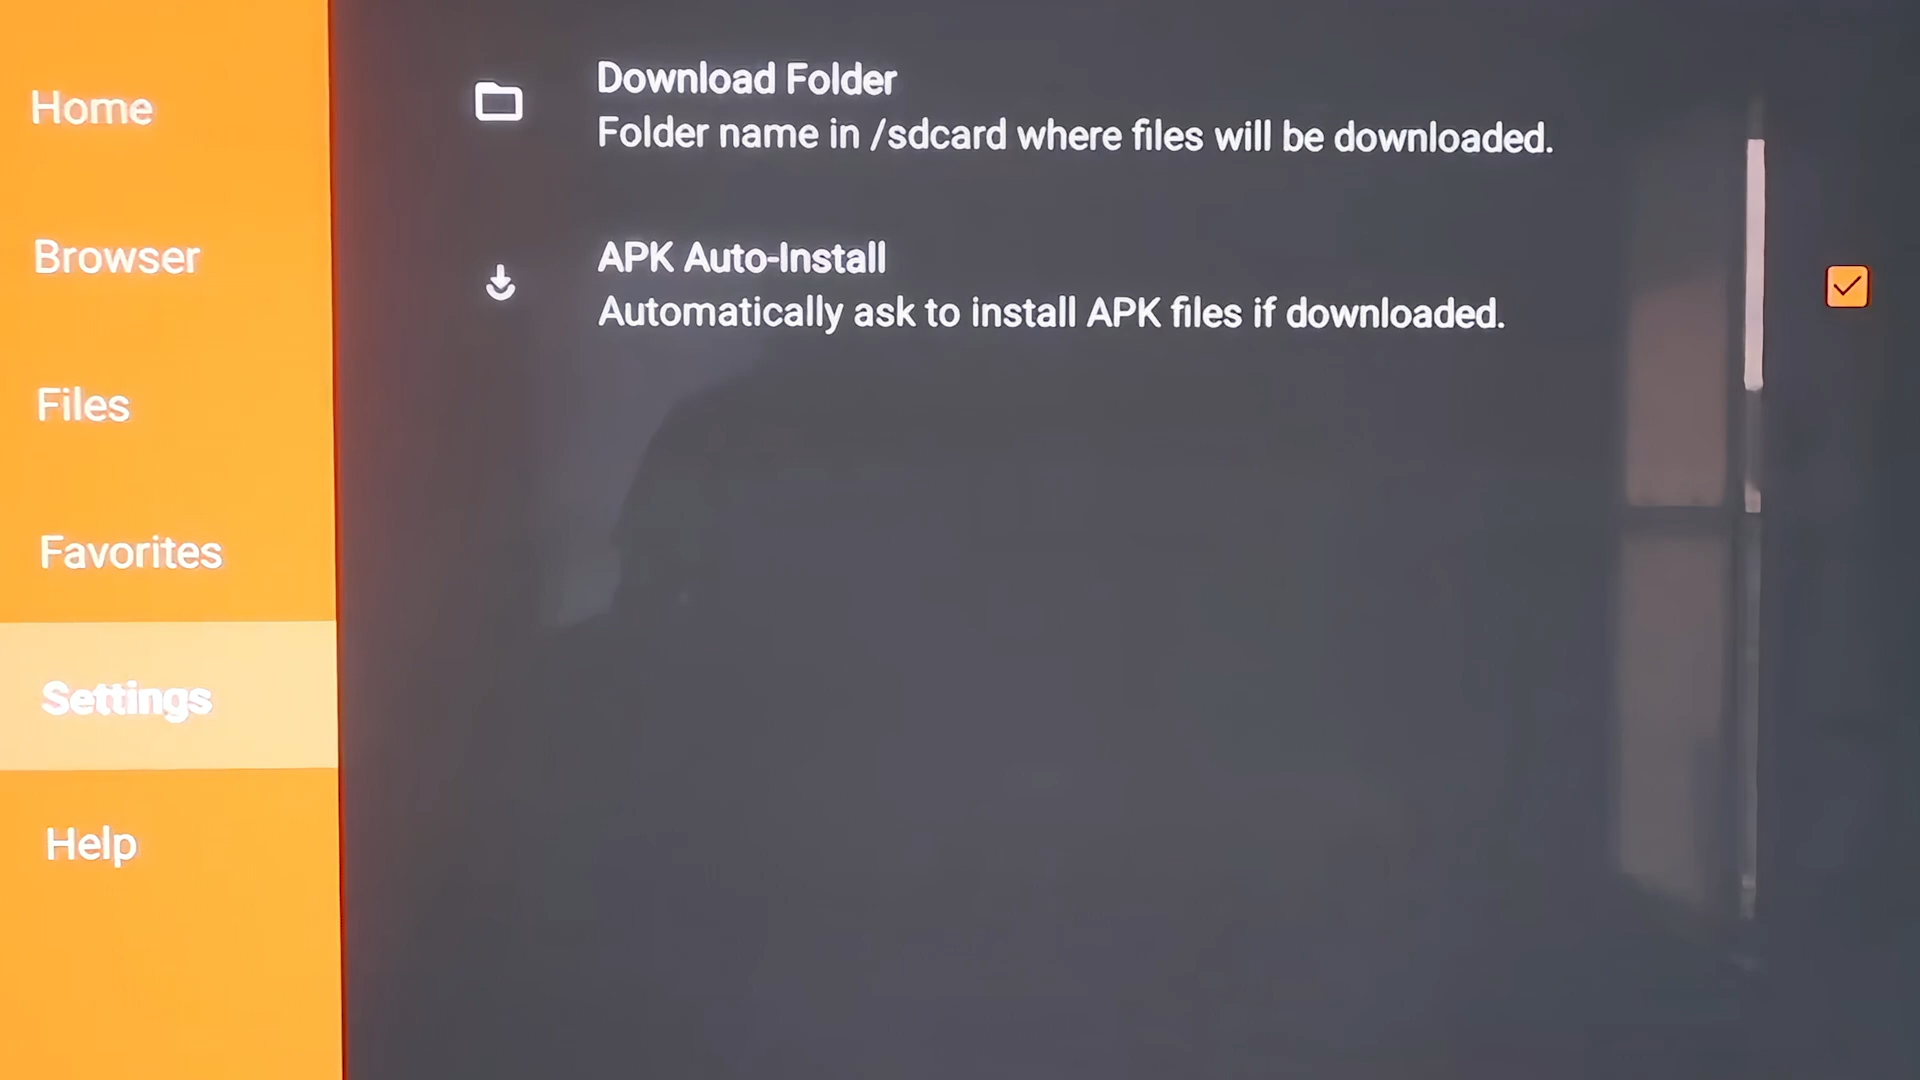 Home
Browser
Files
Favorites
Settings
Help
Download Folder
Folder name in /sdcard where files will be downloaded.
APK Auto-Install
Automatically ask to install APK files if downloaded.